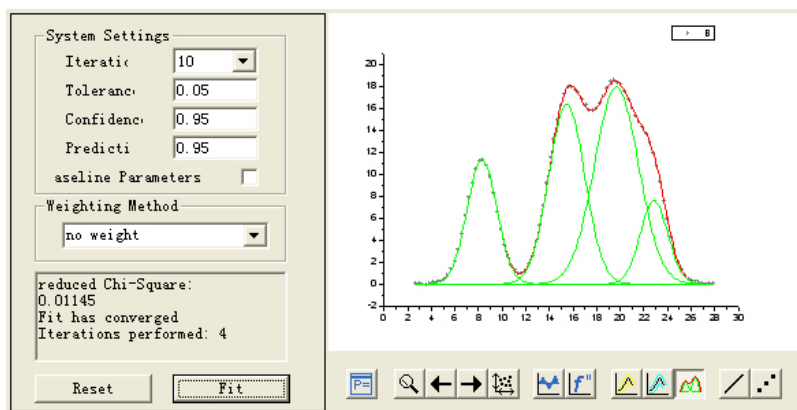 System Settings
Iteratic 10
Toleranc 0.05
Confidenc 0.95
Predicti 0.95
aseline Parameters
Weighting Method
no weight
reduced Chi-Square:
0.01145
Fit has converged
Iterations performed: 4
Reset Fit
P=
f"
B
20
18
16
14
12
10
8
6
4
2
0
-2
0 2 4 6 8 10 12 14 16 18 20 22 24 26 28 30